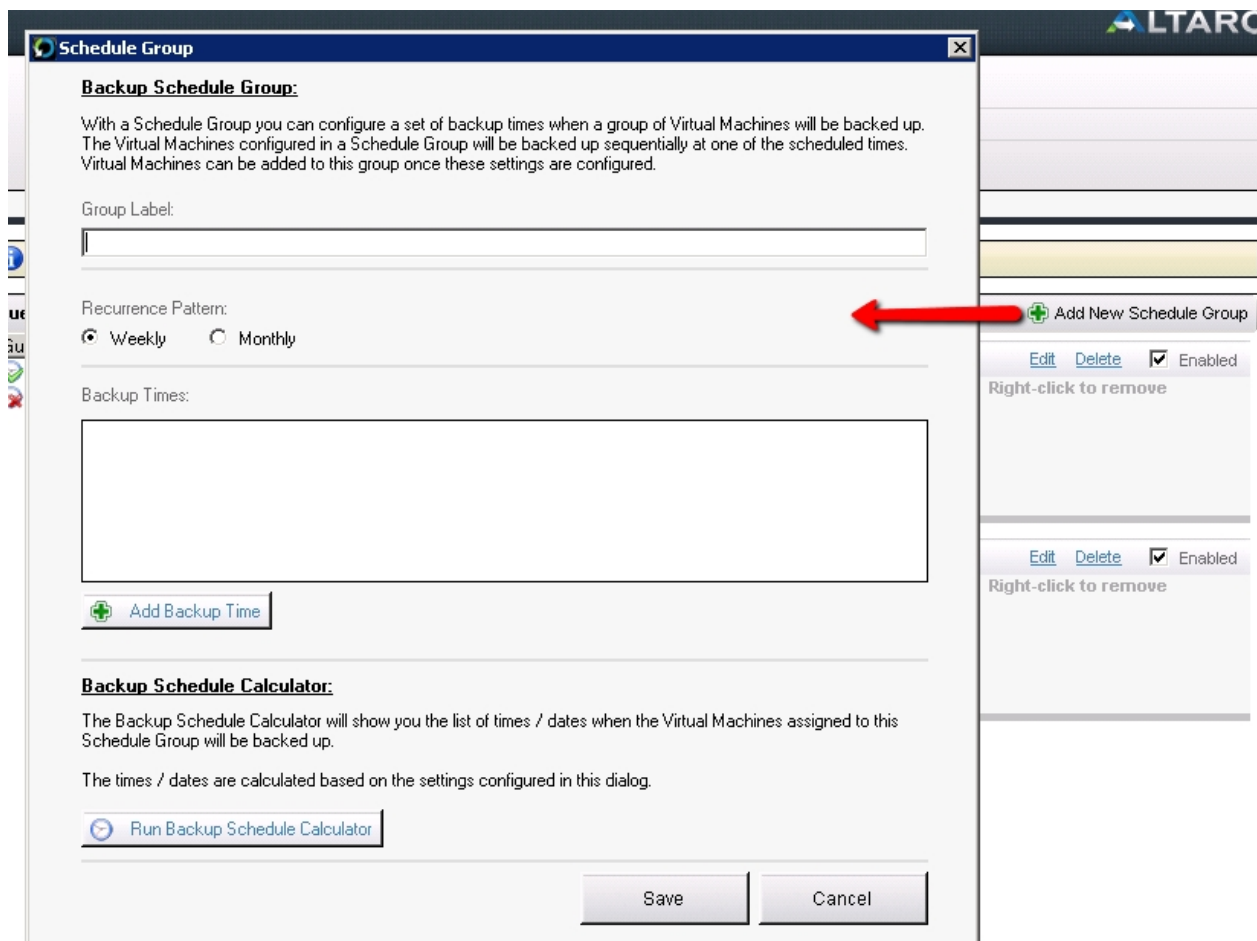 ALTARO
Schedule Group
Backup Schedule Group:
With a Schedule Group you can configure a set of backup times when a group of Virtual Machines will be backed up.
The Virtual Machines configured in a Schedule Group will be backed up sequentially at one of the scheduled times.
Virtual Machines can be added to this group once these settings are configured.
Group Label:
Recurrence Pattern:
Weekly Monthly
Backup Times:
Add Backup Time
Backup Schedule Calculator:
The Backup Schedule Calculator will show you the list of times / dates when the Virtual Machines assigned to this
Schedule Group will be backed up.
The times / dates are calculated based on the settings configured in this dialog.
Run Backup Schedule Calculator
Save Cancel
Add New Schedule Group
Edit Delete Enabled
Right-click to remove
Edit Delete Enabled
Right-click to remove